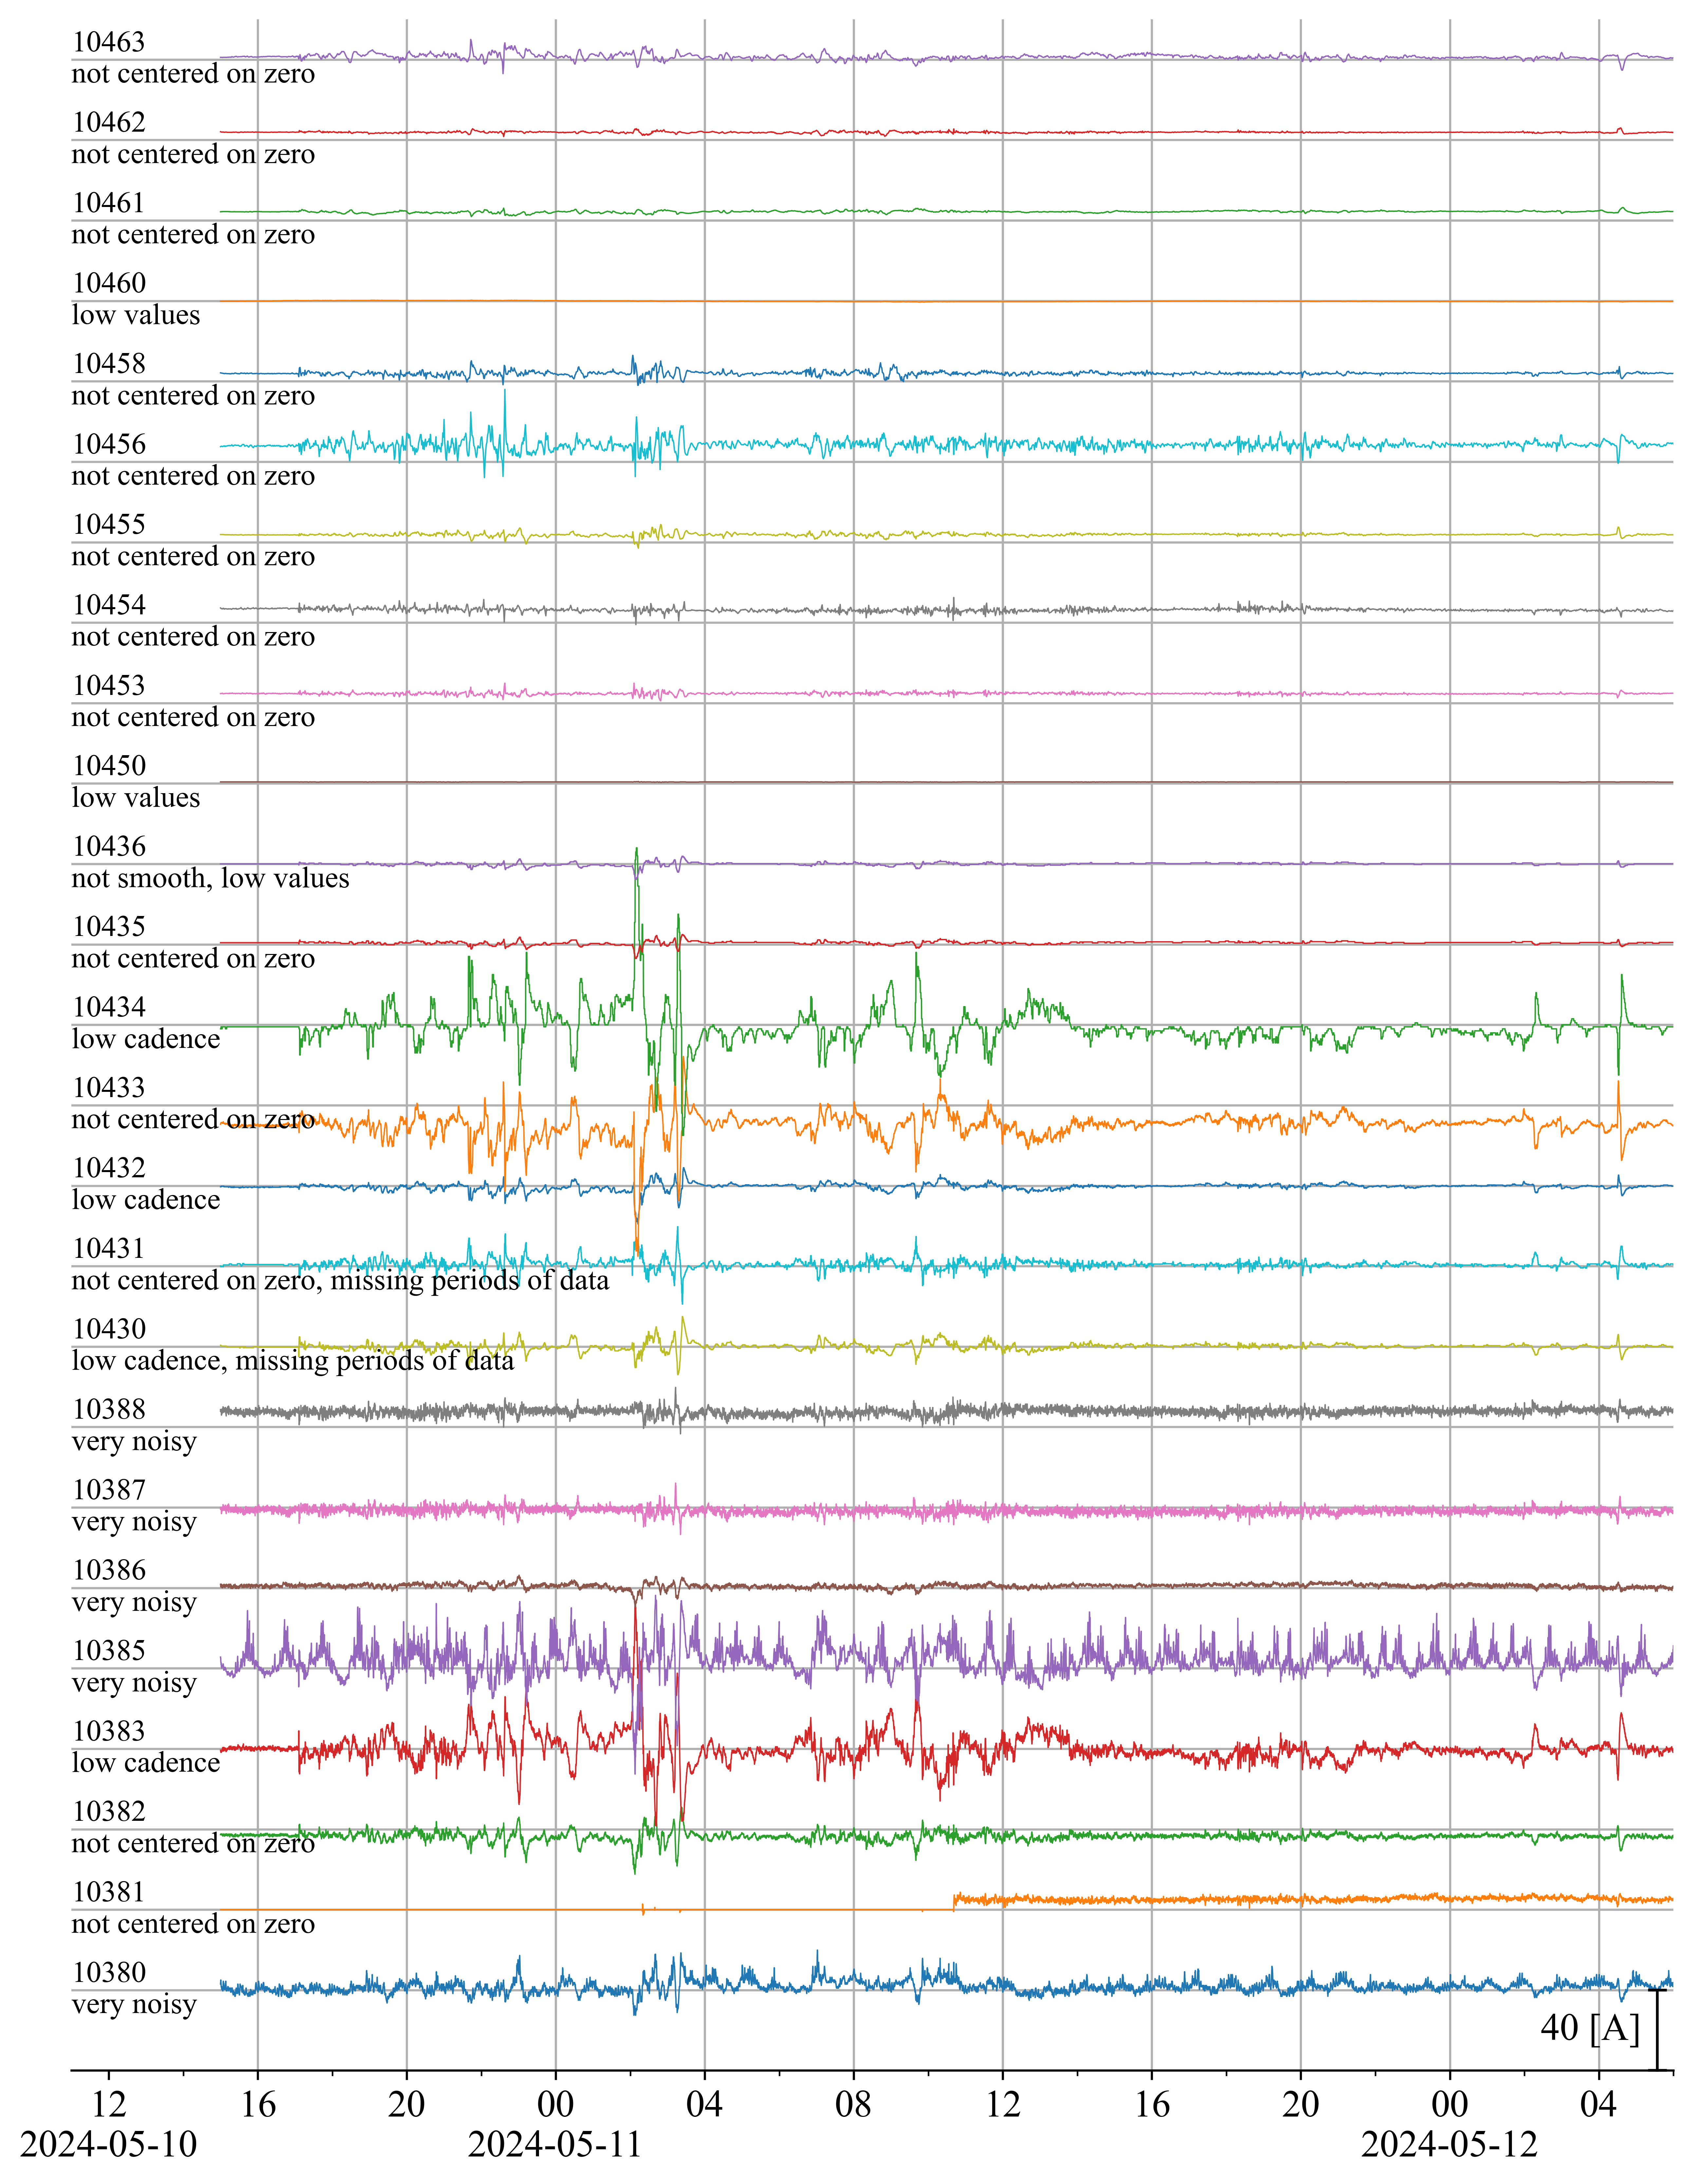 10463
not centered on zero
10462
not centered on zero
10461
not centered on zero
10460
low values
10458
not centered on zero
10456
not centered on zero
10455
not centered on zero
10454
not centered on zero
10453
not centered on zero
10450
low values
10436
not smooth, low values
10435
not centered on zero
10434
low cadence
10433
not centered on zero
10432
low cadence
10431
not centered on zero, missing periods of data
10430
low cadence, missing periods of data
10388
very noisy
10387
very noisy
10386
very noisy
10385
very noisy
10383
low cadence
10382
not centered on zero
10381
not centered on zero
10380
very noisy
40 [A]
12 16 20 00 04 08 12 16 20 00 04
2024-05-10 2024-05-11 2024-05-12